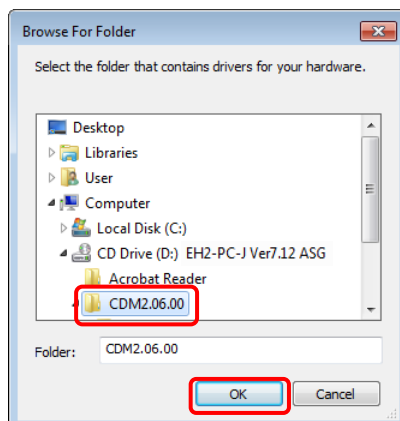 Browse For Folder
Select the folder that contains drivers for your hardware.
Desktop
Libraries
User
Computer
Local Disk (C:)
CD Drive (D:) EH2-PC-J Ver7.12 ASG
Acrobat Reader
CDM2.06.00
Folder: CDM2.06.00
OK Cancel